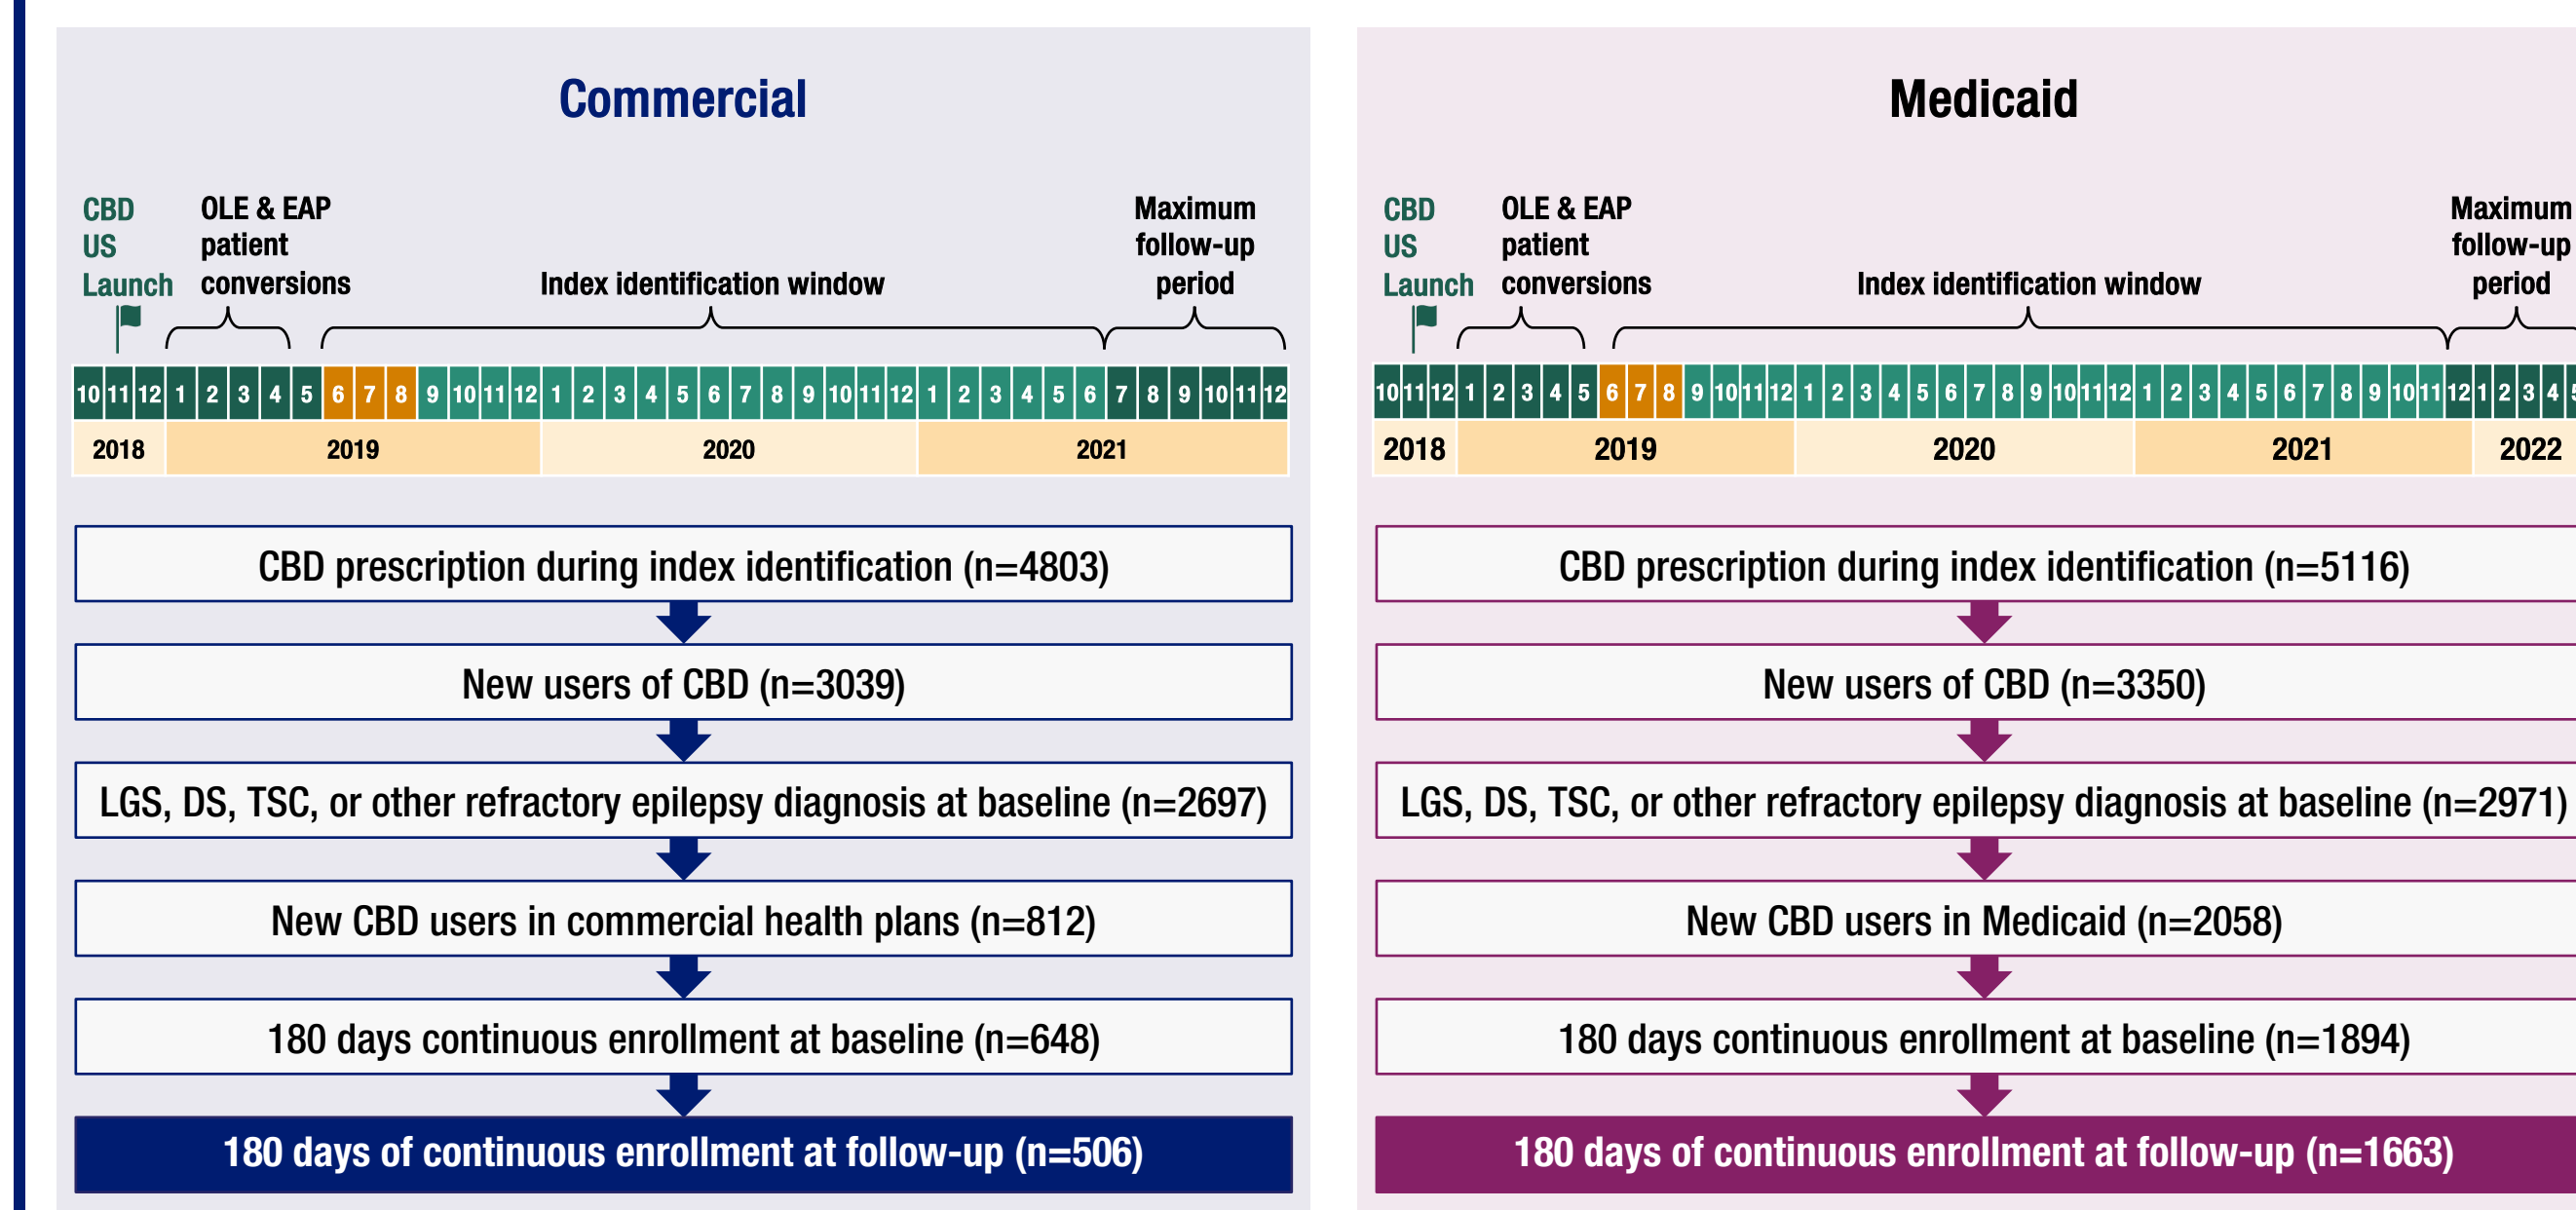 Commercial
CBD
US
Launch
OLE & EAP
patient
conversions
Index identification window
Maximum
follow-up
period
10 11 12 1 2 3 4 5 6 7 8 9 10 11 12 1 2 3 4 5 6 7 8 9 10 11 12 1 2 3 4 5 6 7 8 9 10 11 12
2018 2019 2020 2021
CBD prescription during index identification (n=4803)
New users of CBD (n=3039)
LGS, DS, TSC, or other refractory epilepsy diagnosis at baseline (n=2697)
New CBD users in commercial health plans (n=812)
180 days continuous enrollment at baseline (n=648)
180 days of continuous enrollment at follow-up (n=506)
Medicaid
CBD
US
Launch
OLE & EAP
patient
conversions
Index identification window
Maximum
follow-up
period
10 11 12 1 2 3 4 5 6 7 8 9 10 11 12 1 2 3 4 5 6 7 8 9 10 11 12 1 2 3 4 5 6 7 8 9 10 11 12 1 2 3 4
2018 2019 2020 2021 2022
CBD prescription during index identification (n=5116)
New users of CBD (n=3350)
LGS, DS, TSC, or other refractory epilepsy diagnosis at baseline (n=2971)
New CBD users in Medicaid (n=2058)
180 days continuous enrollment at baseline (n=1894)
180 days of continuous enrollment at follow-up (n=1663)